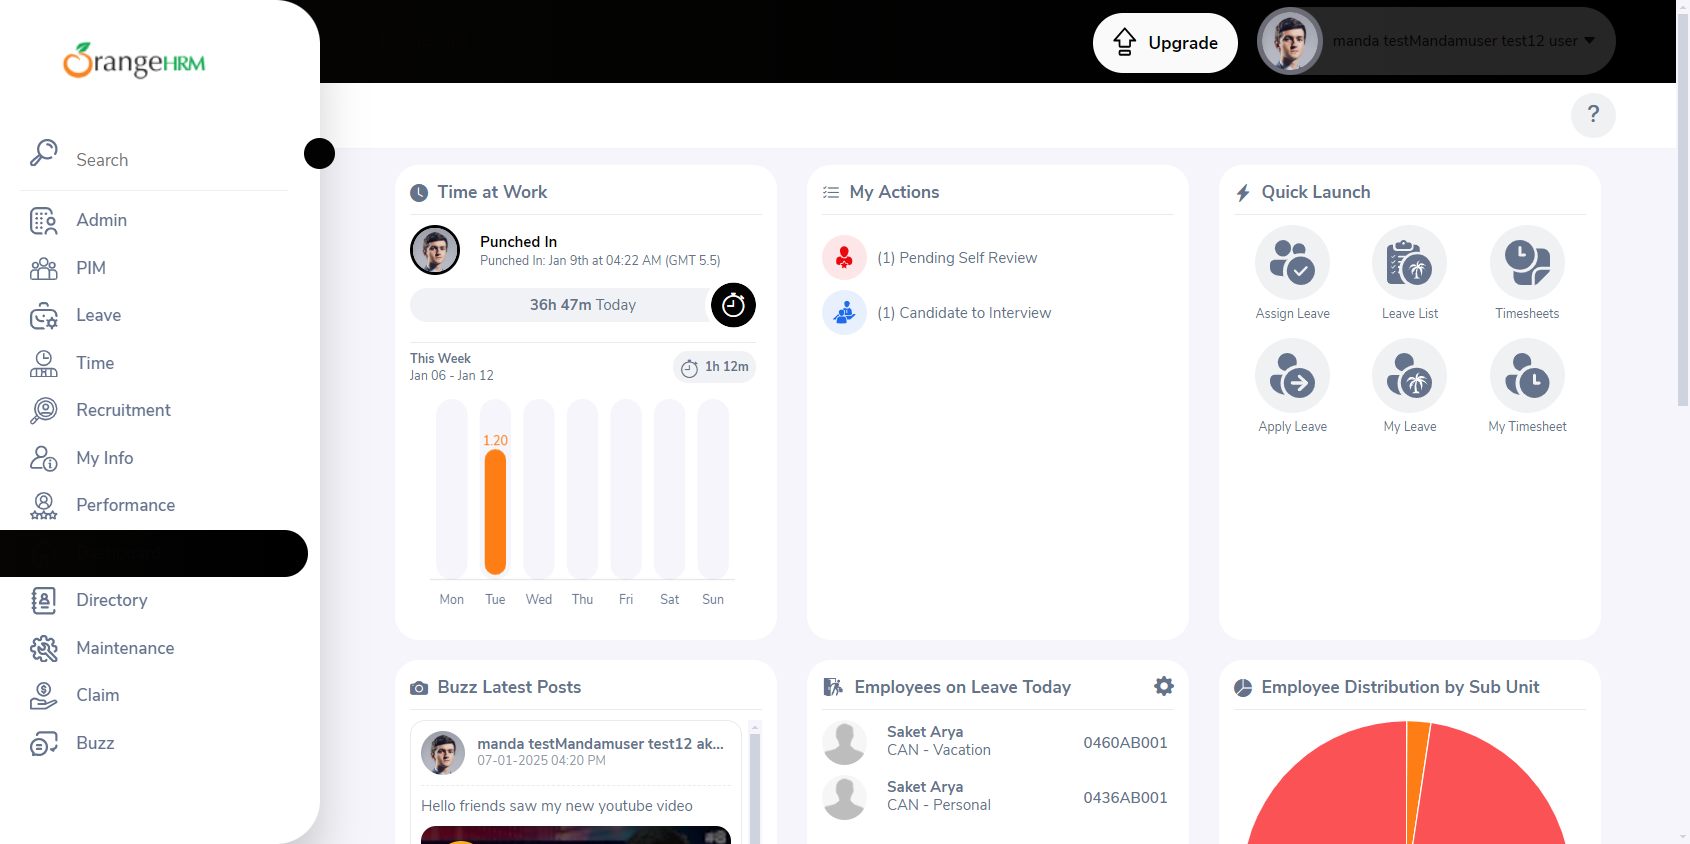 OrangeHRM
Upgrade
manda testMandamuser test12 user
?
Search
Admin
PIM
Leave
Time
Recruitment
My Info
Performance
Directory
Maintenance
Claim
Buzz
Time at Work
Punched In
Punched In: Jan 9th at 04:22 AM (GMT 5.5)
36h 47m Today
This Week
Jan 06 - Jan 12
1h 12m
1.20
Mon Tue Wed Thu Fri Sat Sun
My Actions
(1) Pending Self Review
(1) Candidate to Interview
Quick Launch
Assign Leave Leave List Timesheets
Apply Leave My Leave My Timesheet
Buzz Latest Posts
manda testMandamuser test12 ak...
07-01-2025 04:20 PM
Hello friends saw my new youtube video
Employees on Leave Today
Saket Arya
CAN - Vacation
0460AB001
Saket Arya
CAN - Personal
0436AB001
Employee Distribution by Sub Unit